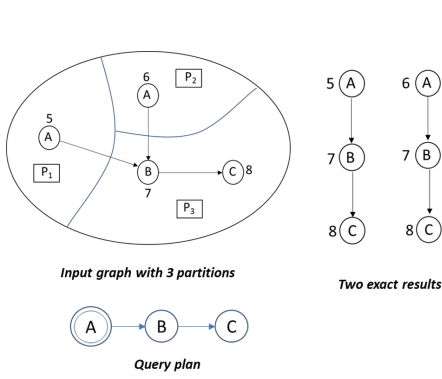 6
A
P2
5
A
P1
B
7
C
8
P3
Input graph with 3 partitions
A
B
C
Query plan
5
A
7
B
8
C
6
A
7
B
8
C
Two exact results